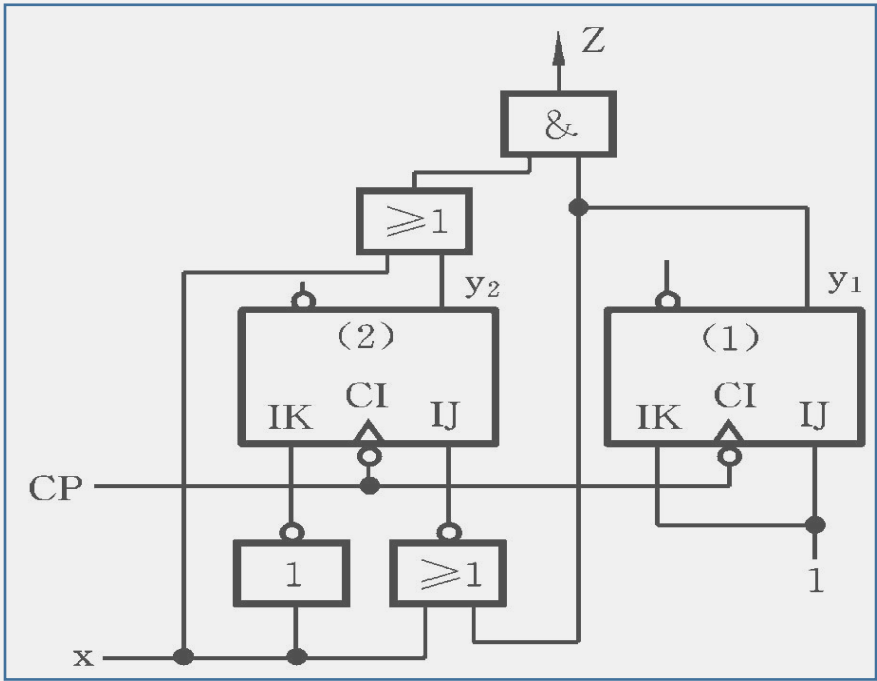 Z
&
≥1
y₂
y₁
(2)
(1)
IK CI IJ
IK CI IJ
CP
1
≥1
1
x